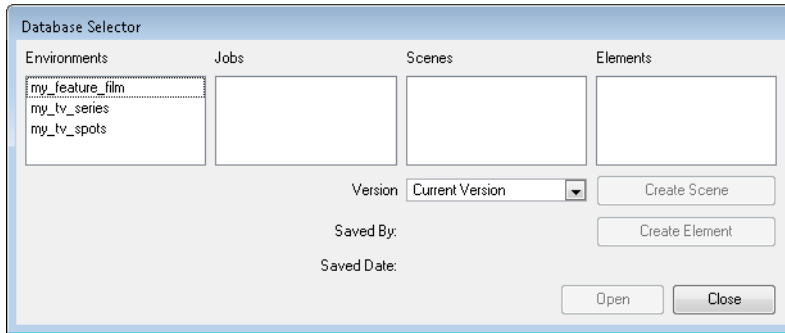 Database Selector
Environments Jobs Scenes Elements
my_feature_film
my_tv_series
my_tv_spots
Version Current Version Create Scene
Saved By: Create Element
Saved Date:
Open Close